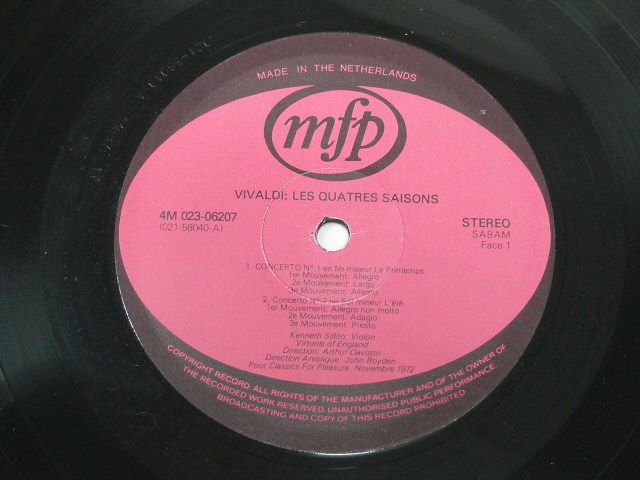 MADE IN THE NETHERLANDS
mfp
VIVALDI: LES QUATRES SAISONS
4M 023-06207
(021-58040-A)
STEREO
SABAM
Face 1
1. CONCERTO N° 1 en Mi majeur Le Printemps
1er Mouvement. Allegro
2e Mouvement. Largo
3e Mouvement. Allegro
2. Concerto N° 2 en Sol mineur L'été
1er Mouvement. Allegro non molto
2e Mouvement. Adagio
3e Mouvement. Presto
Kenneth Sillito, Violon
Virtuosi of England
Direction: Arthur Davison
Direction Artistique: John Boyden
Pour Classics For Pleasure, Novembre 1972
COPYRIGHT RECORD ALL RIGHTS OF THE MANUFACTURER AND OF THE OWNER OF
THE RECORDED WORK RESERVED. UNAUTHORISED PUBLIC PERFORMANCE,
BROADCASTING AND COPY OF THIS RECORD PROHIBITED